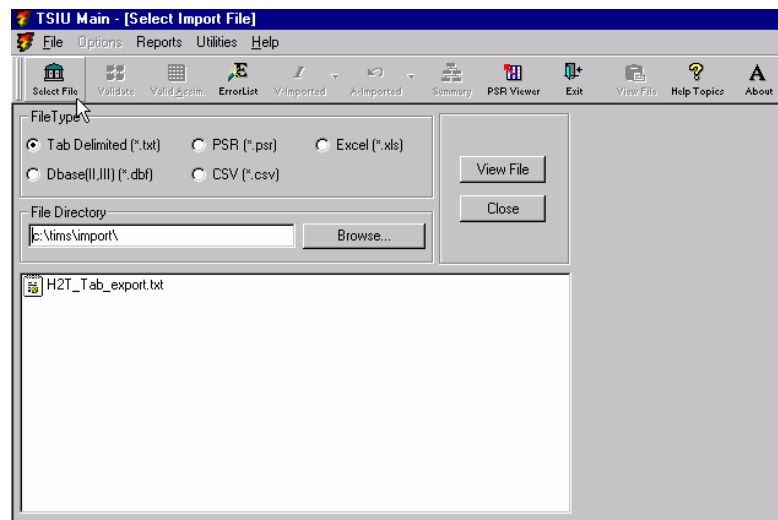 TSIU Main - [Select Import File]
File Options Reports Utilities Help
Select File Validate Valid_Assim. ErrorList V-Imported A-Imported Summary PSR Viewer Exit View File Help Topics About
FileType
Tab Delimited (*.txt) PSR (*.psr) Excel (*.xls)
Dbase(II,III) (*.dbf) CSV (*.csv)
View File
Close
File Directory
c:\tims\import\ Browse...
H2T_Tab_export.txt